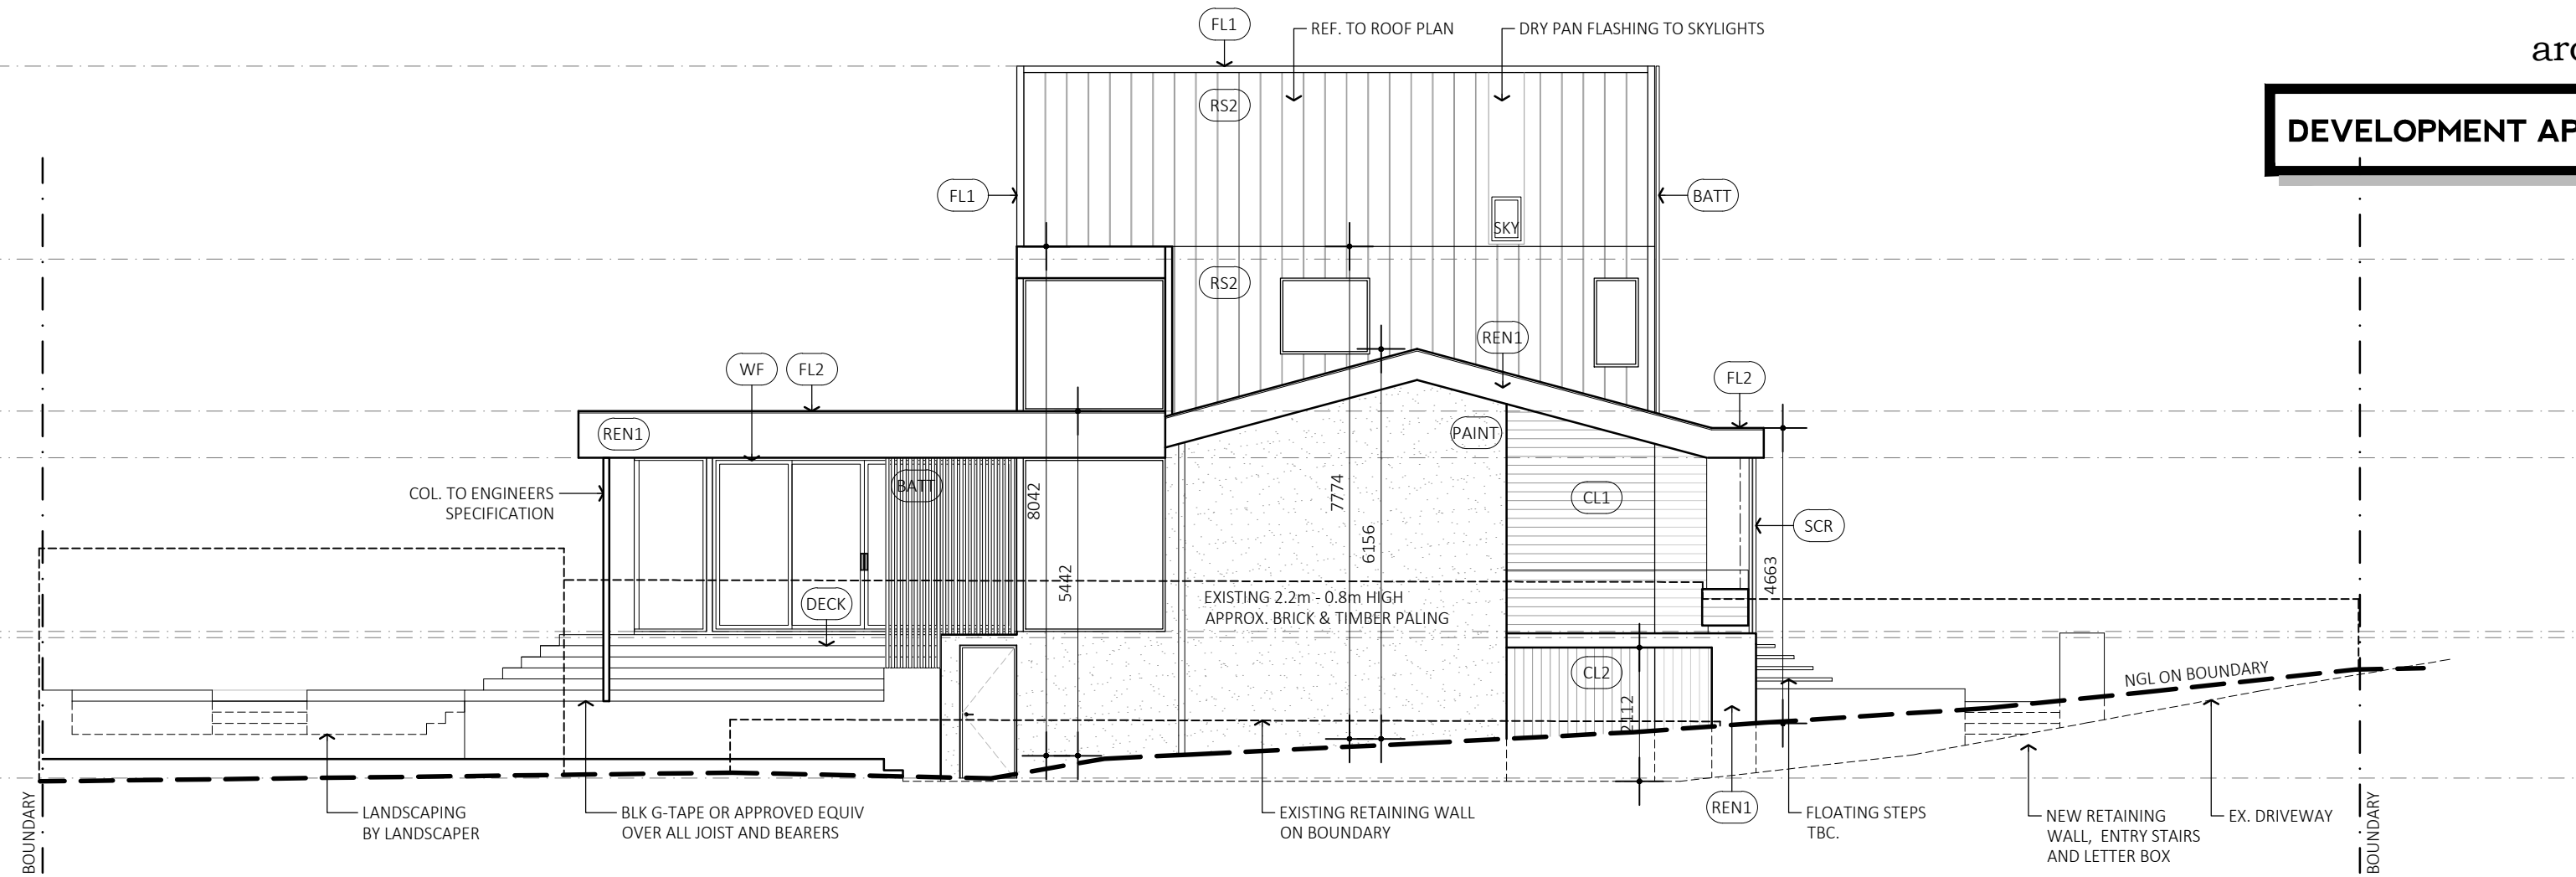 FL1
REF. TO ROOF PLAN
DRY PAN FLASHING TO SKYLIGHTS
arc
DEVELOPMENT AP
RS2
FL1
BATT
SKY
RS2
REN1
WF
FL2
FL2
REN1
PAINT
BATT
COL. TO ENGINEERS
SPECIFICATION
CL1
SCR
8042
7774
6156
5442
4663
DECK
EXISTING 2.2m - 0.8m HIGH
APPROX. BRICK & TIMBER PALING
CL2
2112
NGL ON BOUNDARY
BOUNDARY
LANDSCAPING
BY LANDSCAPER
BLK G-TAPE OR APPROVED EQUIV
OVER ALL JOIST AND BEARERS
EXISTING RETAINING WALL
ON BOUNDARY
REN1
FLOATING STEPS
TBC.
NEW RETAINING
WALL, ENTRY STAIRS
AND LETTER BOX
EX. DRIVEWAY
BOUNDARY